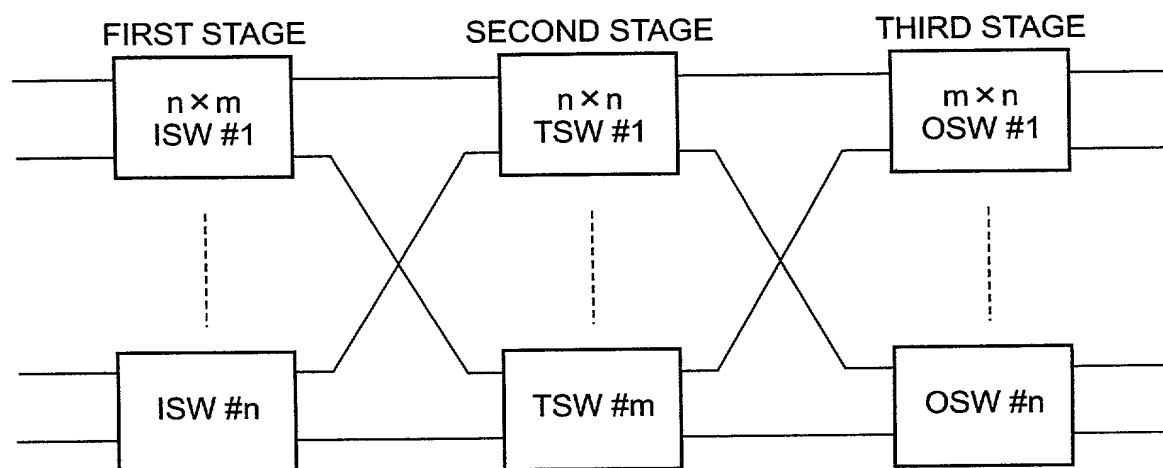 FIRST STAGE
SECOND STAGE
THIRD STAGE
n × m
ISW #1
n × n
TSW #1
m × n
OSW #1
ISW #n
TSW #m
OSW #n